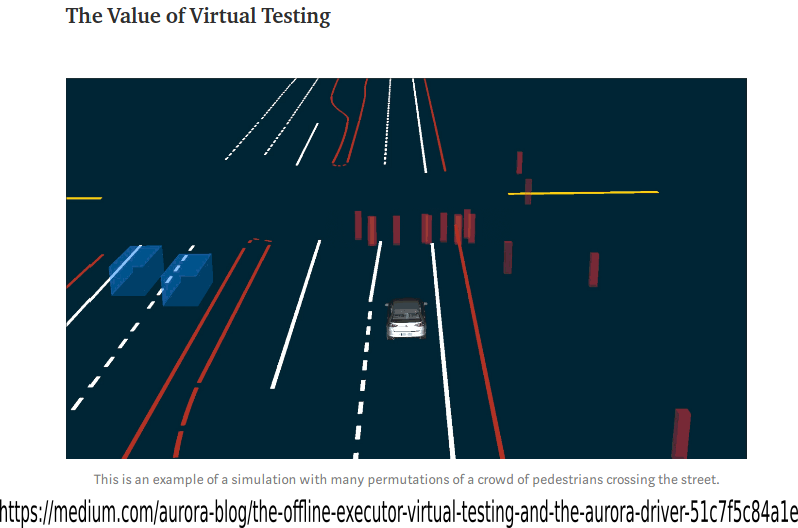 The Value of Virtual Testing
This is an example of a simulation with many permutations of a crowd of pedestrians crossing the street.
https://medium.com/aurora-blog/the-offline-executor-virtual-testing-and-the-aurora-driver-51c7f5c84a1e